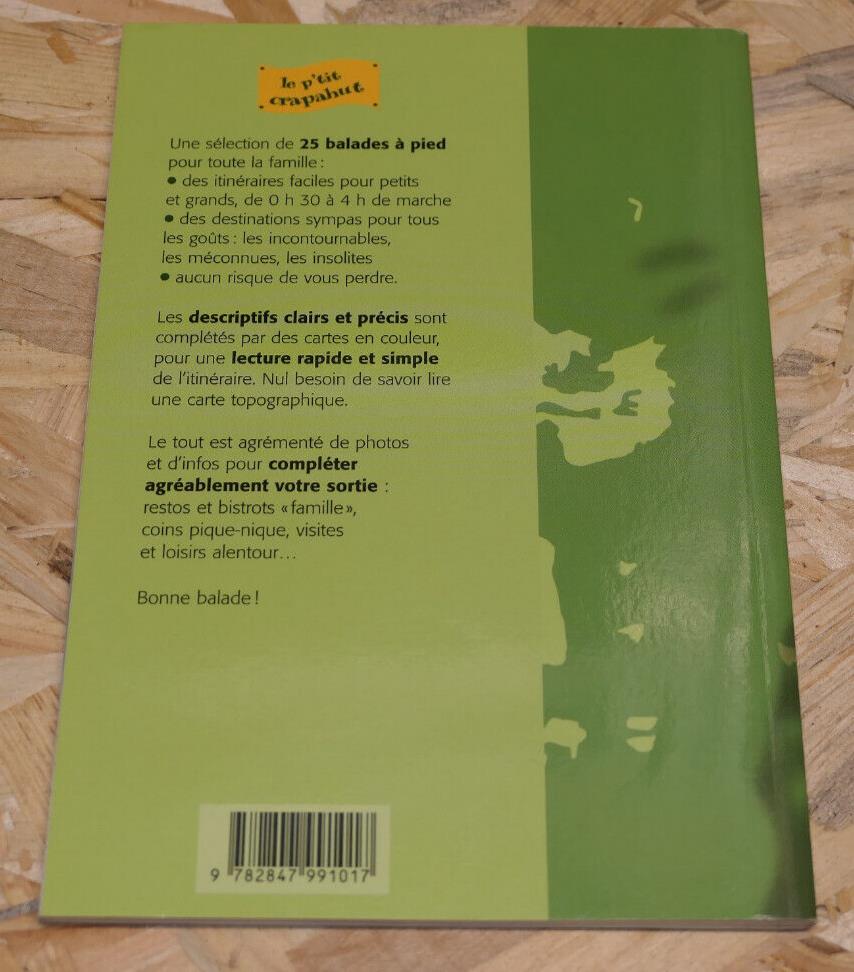 le p'tit
crapahut
Une sélection de 25 balades à pied
pour toute la famille :
• des itinéraires faciles pour petits
et grands, de 0 h 30 à 4 h de marche
• des destinations sympas pour tous
les goûts : les incontournables,
les méconnues, les insolites
• aucun risque de vous perdre.
Les descriptifs clairs et précis sont
complétés par des cartes en couleur,
pour une lecture rapide et simple
de l'itinéraire. Nul besoin de savoir lire
une carte topographique.
Le tout est agrémenté de photos
et d'infos pour compléter
agréablement votre sortie :
restos et bistrots «famille»,
coins pique-nique, visites
et loisirs alentour...
Bonne balade !
9 782847 991017